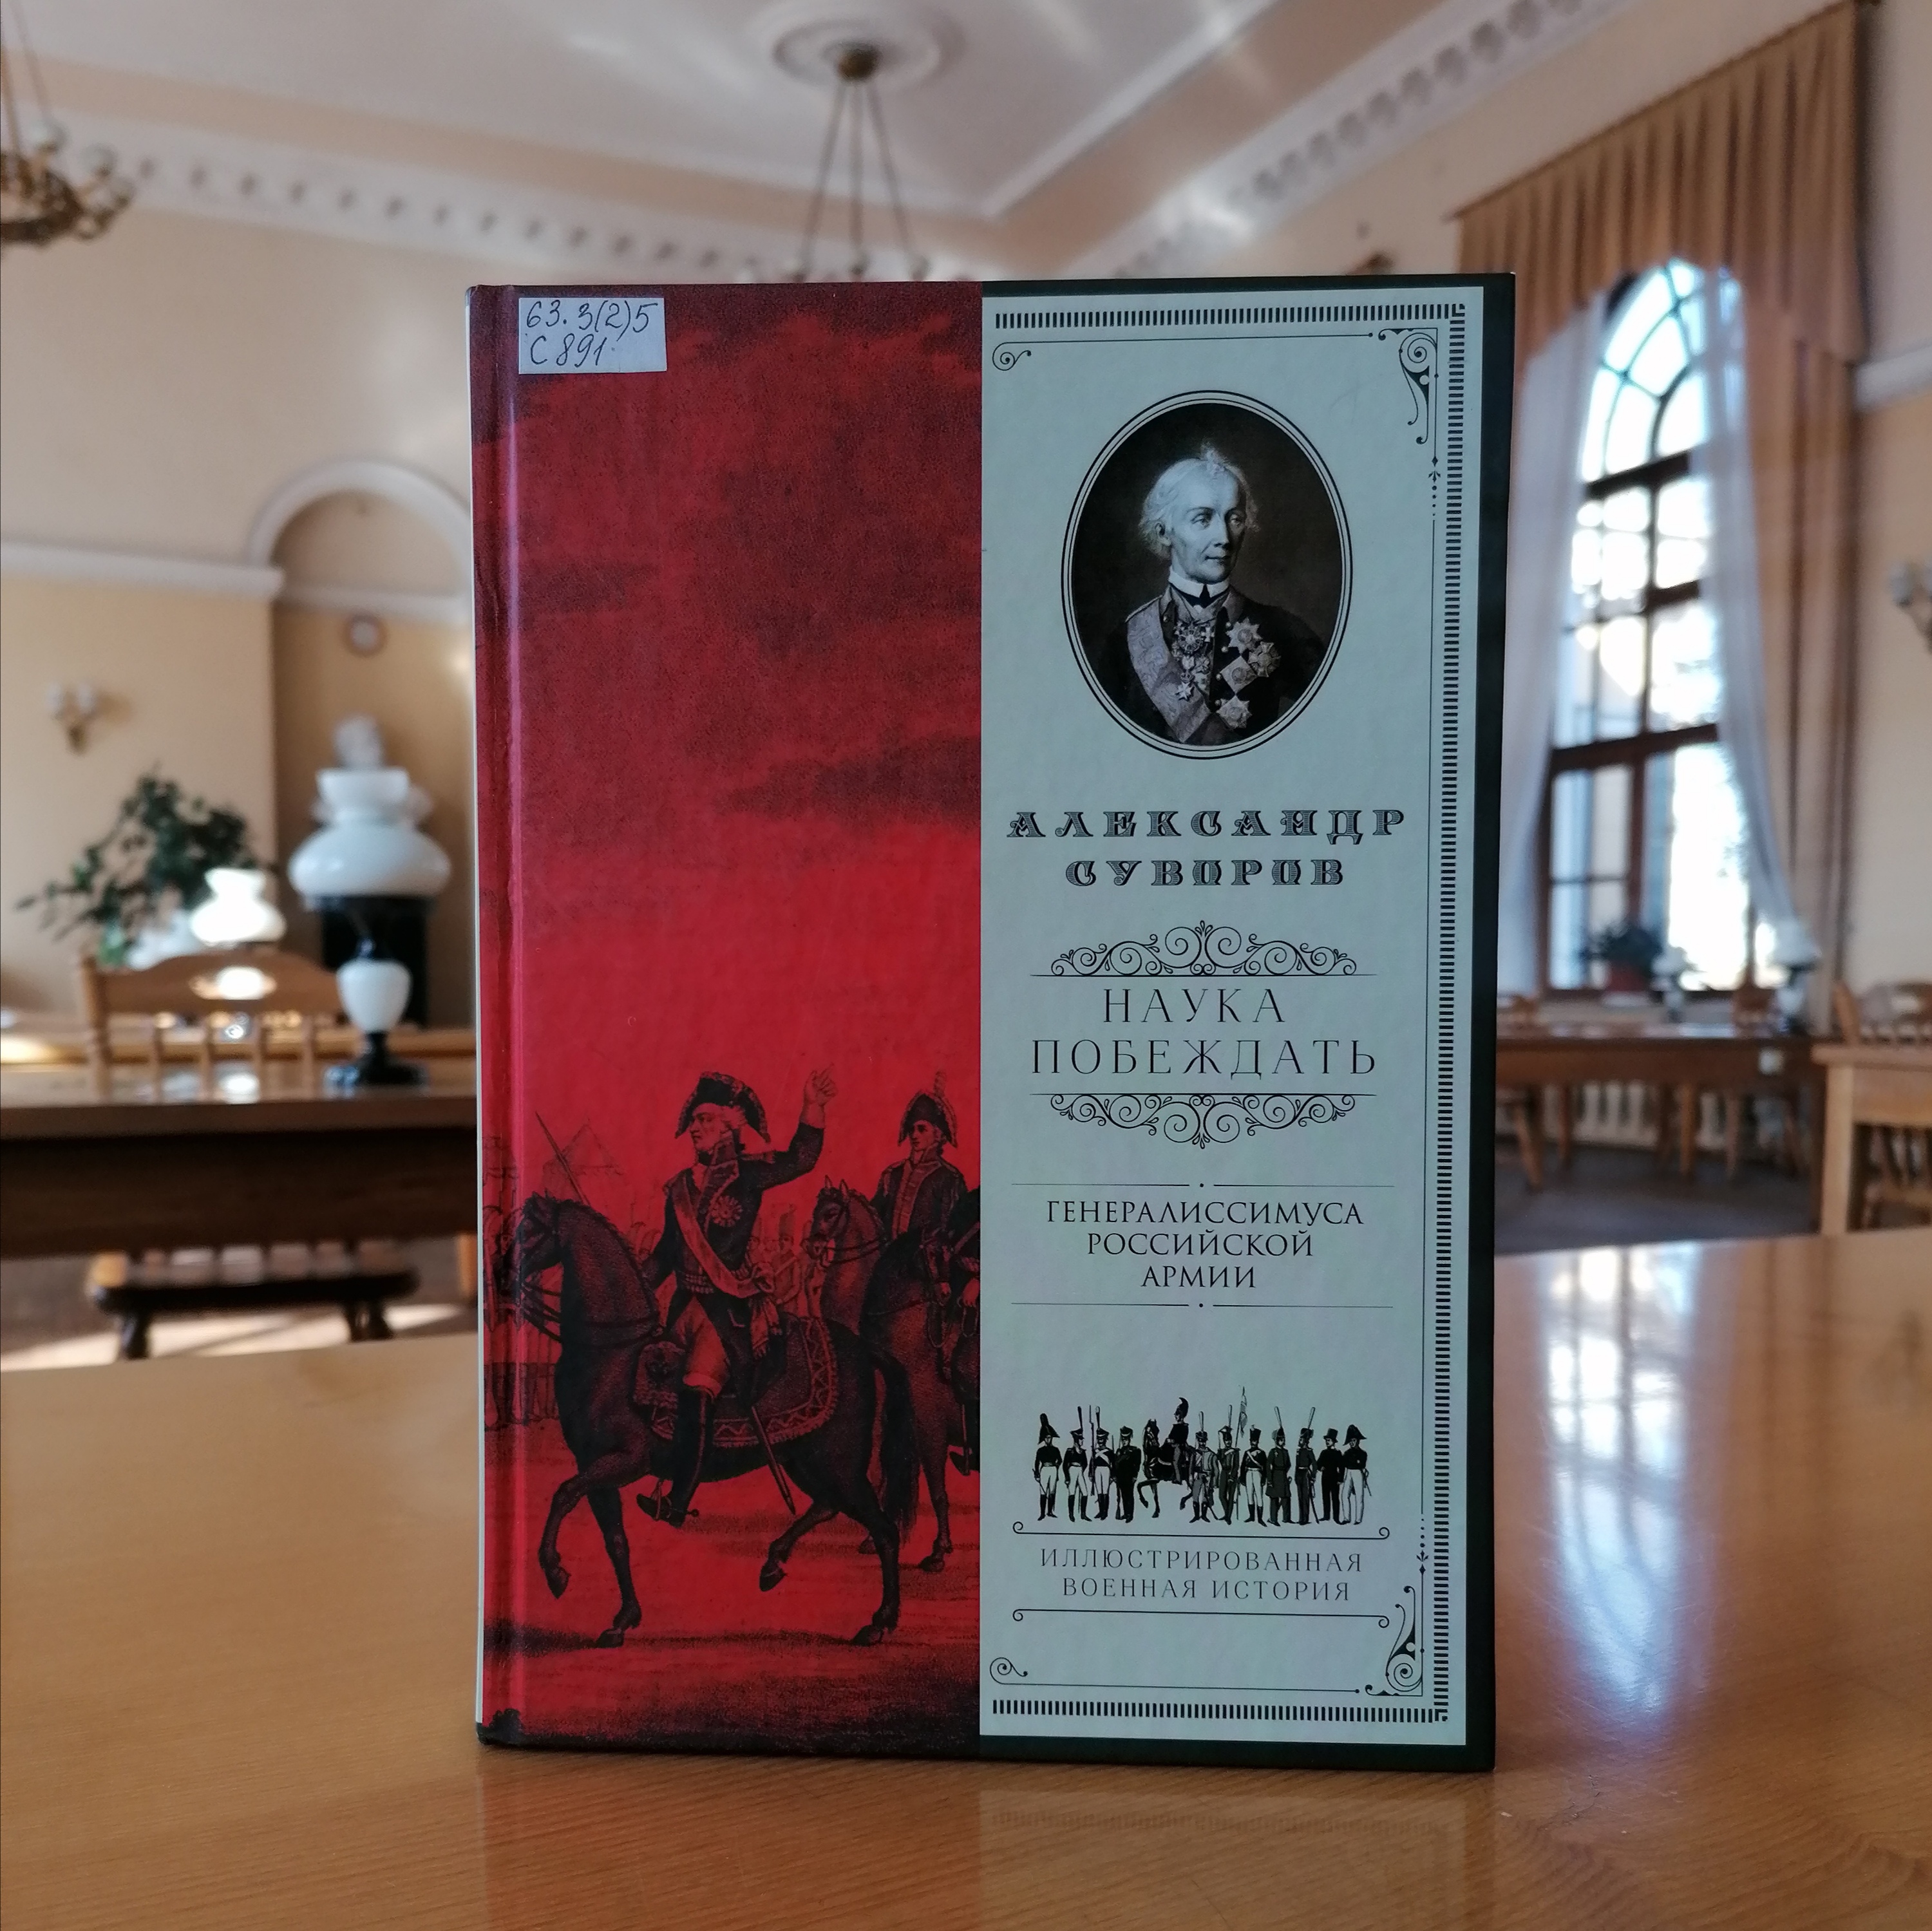 63.3(2)5
С 891
АЛЕКСАНДР
СУВОРОВ
НАУКА
ПОБЕЖДАТЬ
ГЕНЕРАЛИССИМУСА
РОССИЙСКОЙ
АРМИИ
ИЛЛЮСТРИРОВАННАЯ
ВОЕННАЯ ИСТОРИЯ